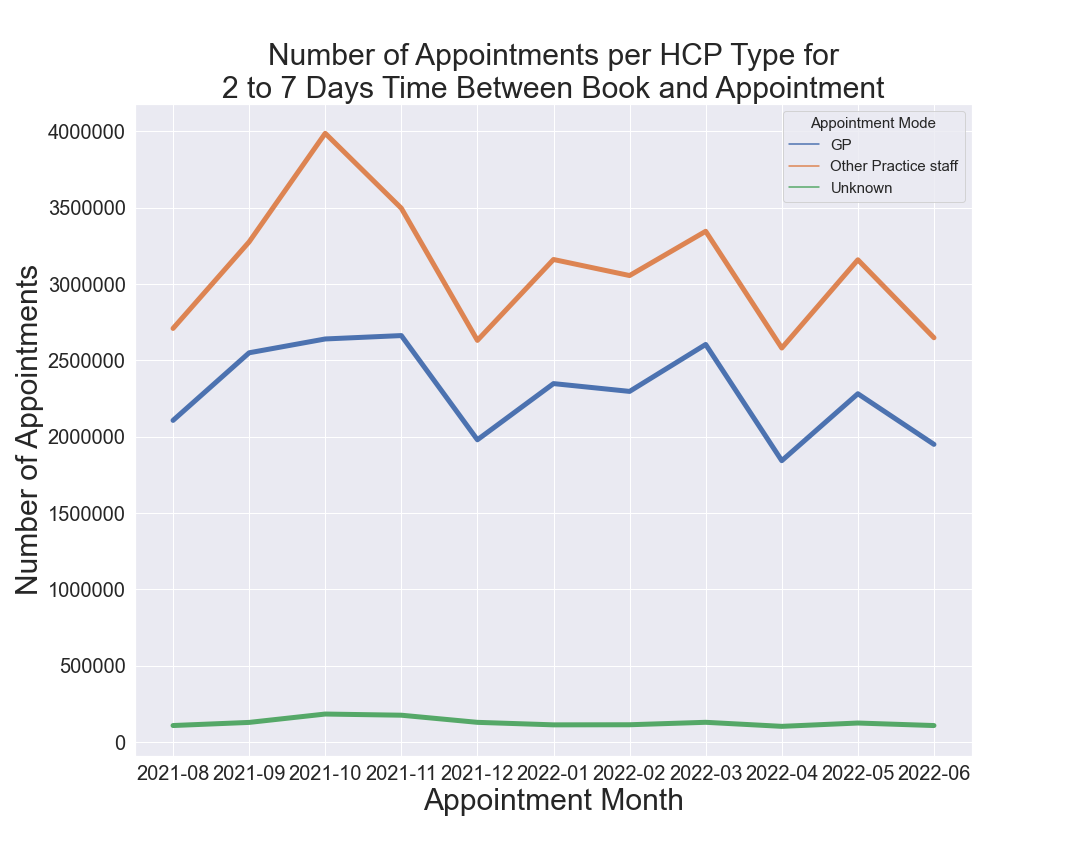 Number of Appointments per HCP Type for
2 to 7 Days Time Between Book and Appointment
Appointment Mode
GP
Other Practice staff
Unknown
Number of Appointments
4000000
3500000
3000000
2500000
2000000
1500000
1000000
500000
0
2021-08 2021-09 2021-10 2021-11 2021-12 2022-01 2022-02 2022-03 2022-04 2022-05 2022-06
Appointment Month